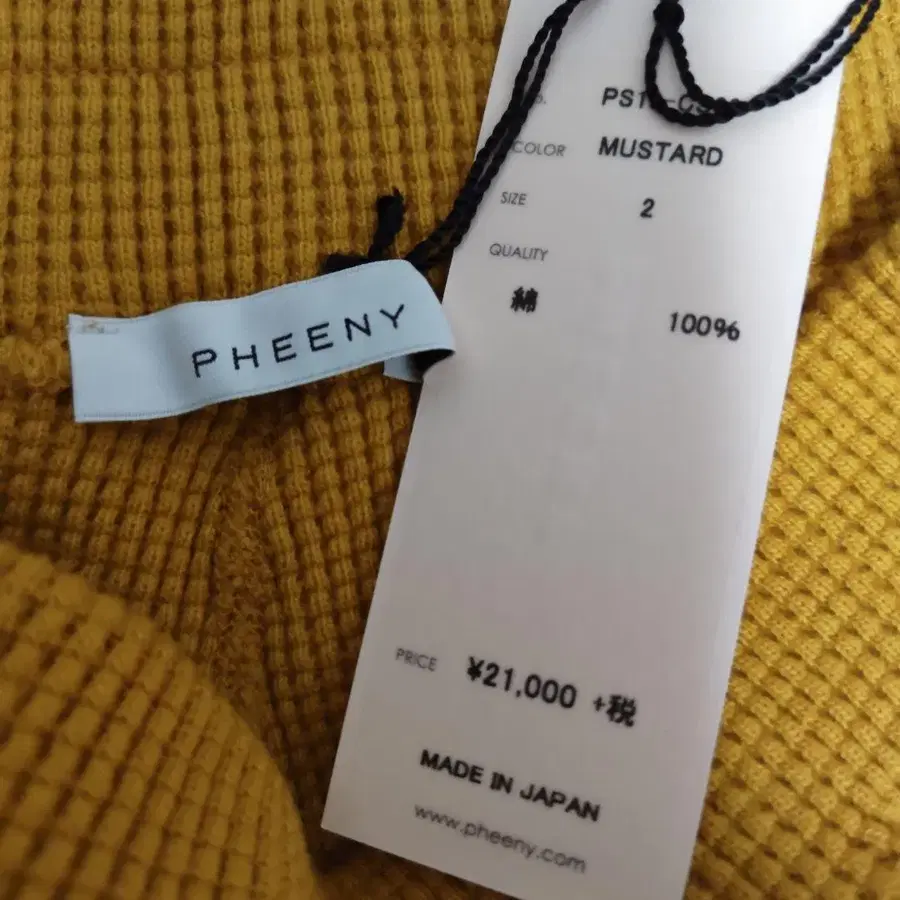 COLOR MUSTARD
SIZE 2
QUALITY
綿 100%
PHEENY
PRICE ¥21,000 +税
MADE IN JAPAN
www.pheeny.com